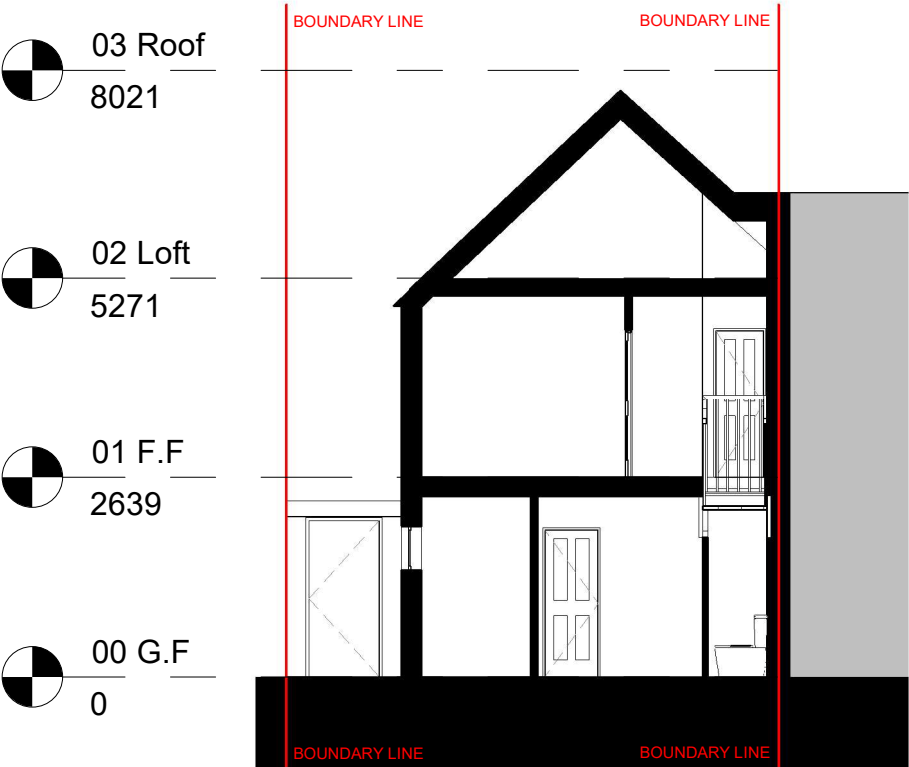 BOUNDARY LINE
BOUNDARY LINE
03 Roof
8021
02 Loft
5271
01 F.F
2639
00 G.F
0
BOUNDARY LINE
BOUNDARY LINE